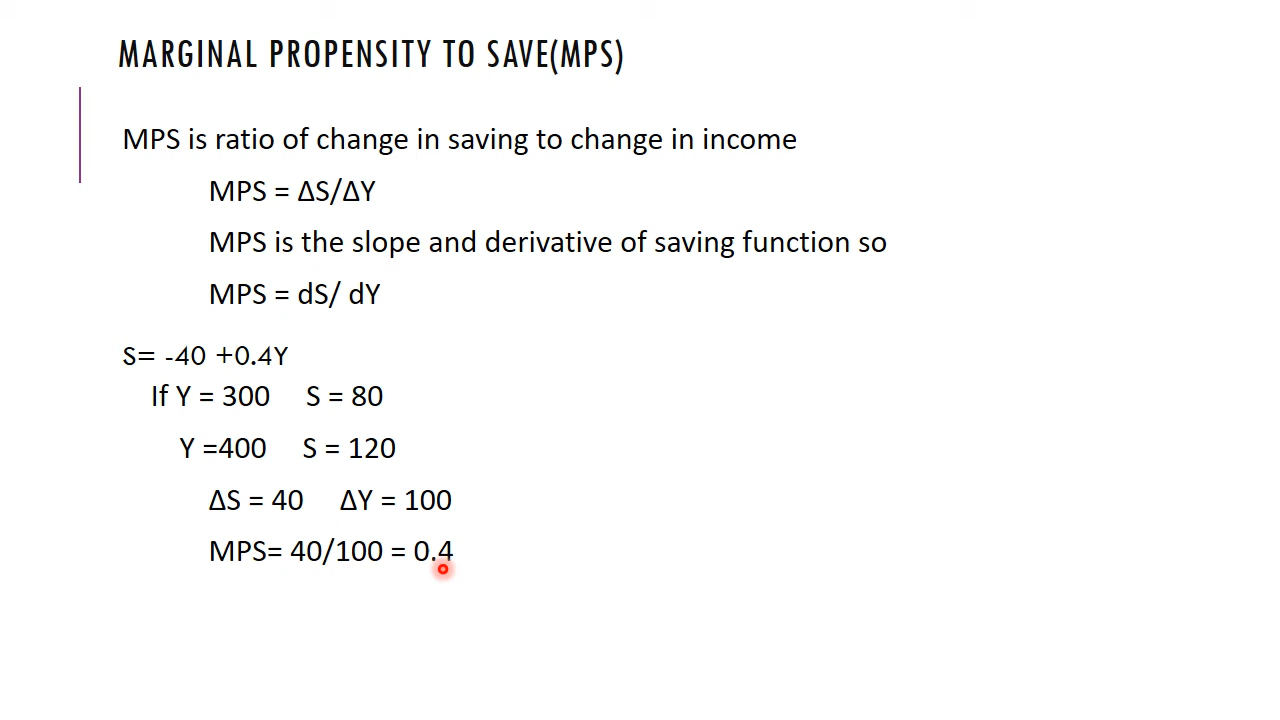 MARGINAL PROPENSITY TO SAVE(MPS)
MPS is ratio of change in saving to change in income
MPS = ΔS/ΔY
MPS is the slope and derivative of saving function so
MPS = dS/ dY
S= -40 +0.4Y
If Y = 300 S = 80
Y =400 S = 120
ΔS = 40 ΔY = 100
MPS= 40/100 = 0.4